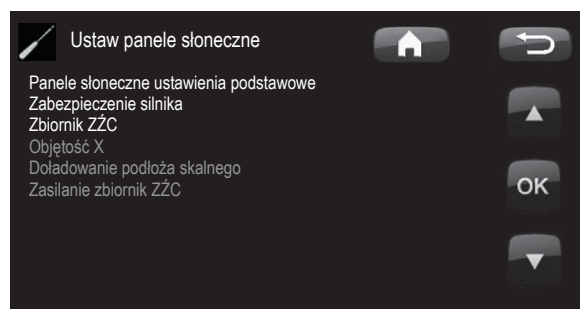 Ustaw panele słoneczne
Panele słoneczne ustawienia podstawowe
Zabezpieczenie silnika
Zbiornik ZŹC
Objętość X
Doładowanie podłoża skalnego
Zasilanie zbiornik ZŹC
OK